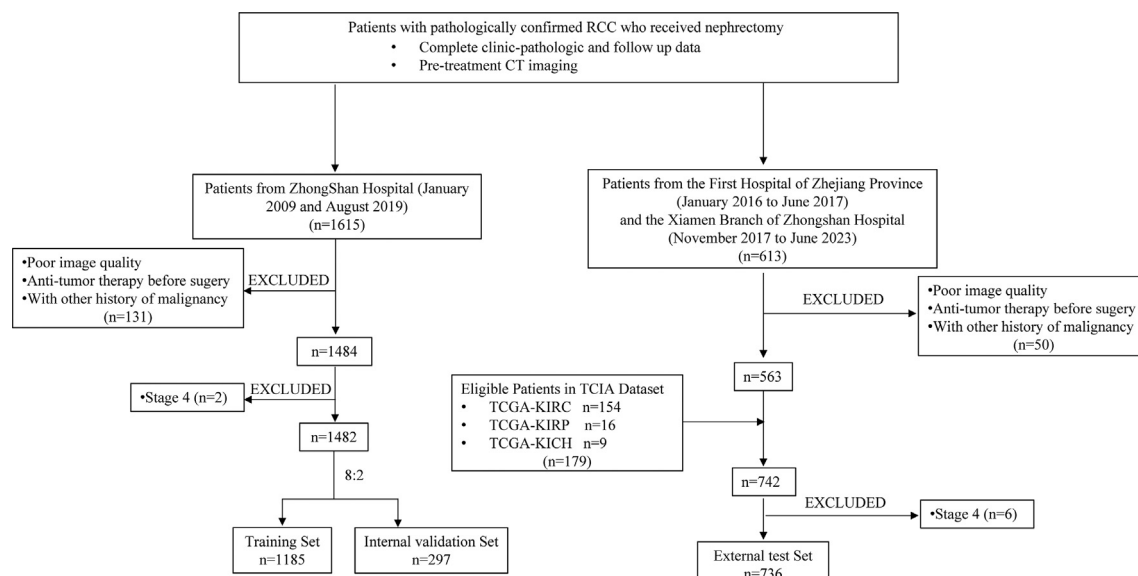 Patients with pathologically confirmed RCC who received nephrectomy
• Complete clinic-pathologic and follow up data
• Pre-treatment CT imaging
Patients from ZhongShan Hospital (January
2009 and August 2019)
(n=1615)
Patients from the First Hospital of Zhejiang Province
(January 2016 to June 2017)
and the Xiamen Branch of Zhongshan Hospital
(November 2017 to June 2023)
(n=613)
•Poor image quality
•Anti-tumor therapy before sugery
•With other history of malignancy
(n=131)
EXCLUDED
EXCLUDED
•Poor image quality
•Anti-tumor therapy before sugery
•With other history of malignancy
(n=50)
n=1484
n=563
•Stage 4 (n=2)
EXCLUDED
Eligible Patients in TCIA Dataset
• TCGA-KIRC n=154
• TCGA-KIRP n=16
• TCGA-KICH n=9
(n=179)
n=1482
8:2
n=742
EXCLUDED
•Stage 4 (n=6)
Training Set
n=1185
Internal validation Set
n=297
External test Set
n=736